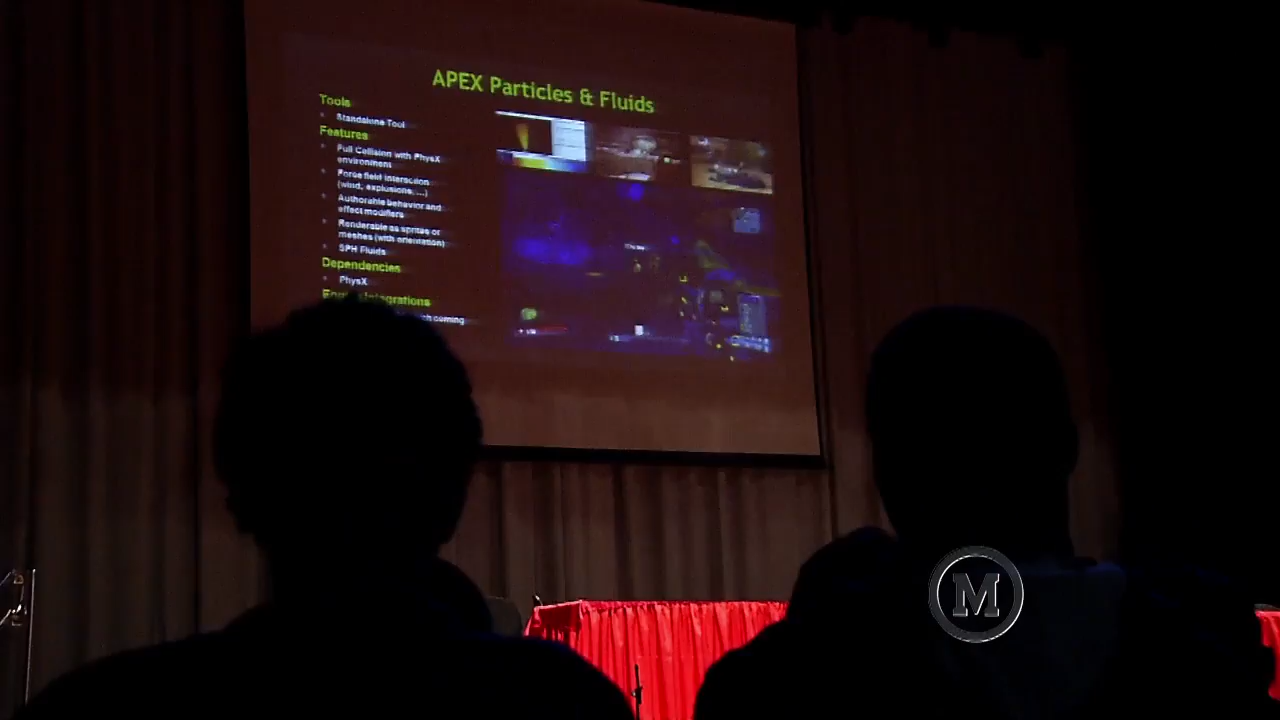 APEX Particles & Fluids
Tools
Standalone Tool
Features
Full Collision with PhysX
environment
Force field interaction
(wind, explosions, ...)
Authorable behavior and
effect modifiers
Renderable as sprites or
meshes (with orientation)
SPH Fluids
Dependencies
PhysX
Integrations
coming
M